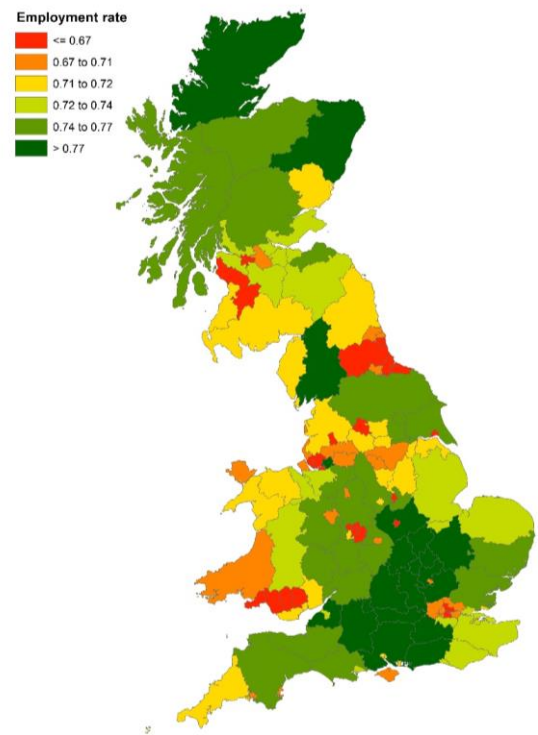 Employment rate
<= 0.67
0.67 to 0.71
0.71 to 0.72
0.72 to 0.74
0.74 to 0.77
> 0.77